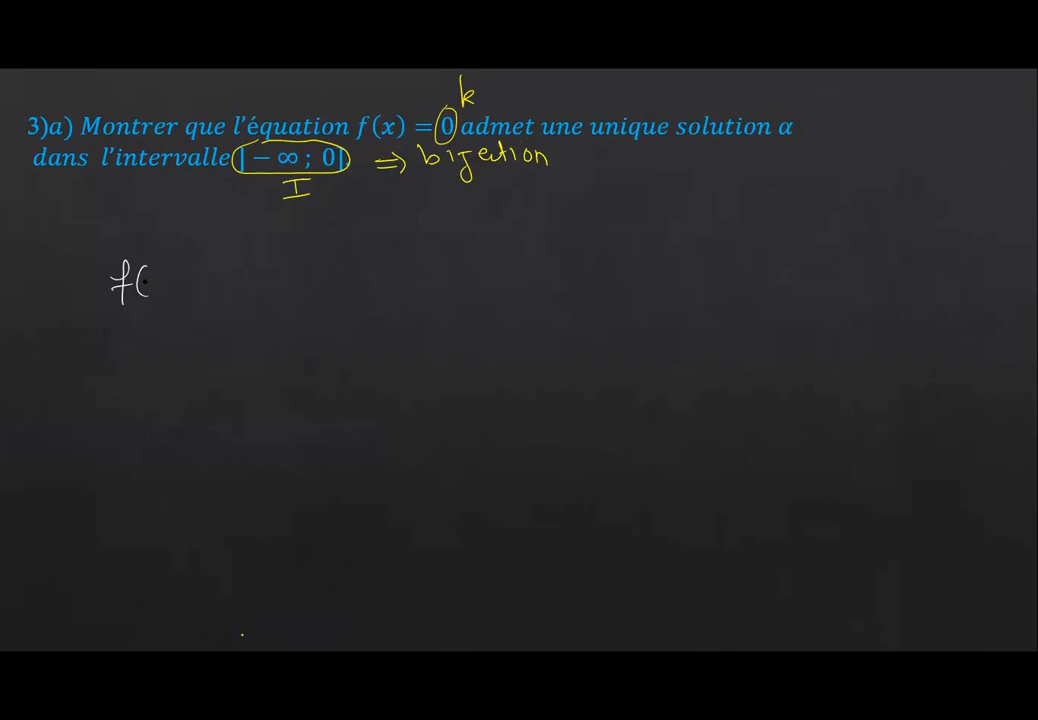 k
3)a) Montrer que l'équation f(x) = 0 admet une unique solution α
dans l'intervalle ]−∞ ; 0] ⇒ bijection
I
f(